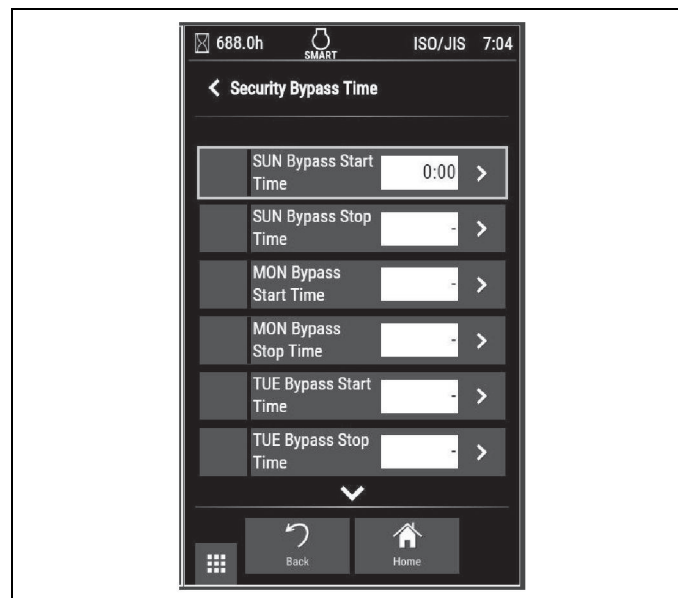 688.0h SMART ISO/JIS 7:04
Security Bypass Time
SUN Bypass Start
Time
0:00
SUN Bypass Stop
Time
-
MON Bypass
Start Time
-
MON Bypass
Stop Time
-
TUE Bypass Start
Time
-
TUE Bypass Stop
Time
-
Back Home